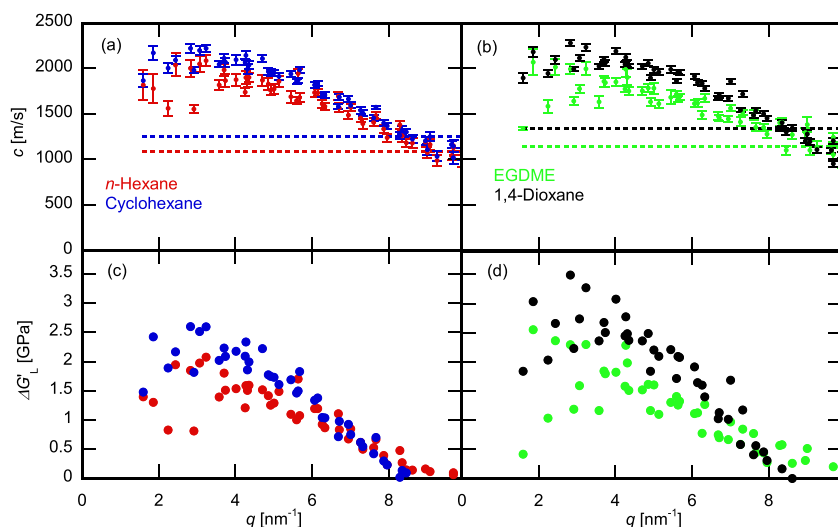 (a)
(b)
2500
2000
1500
1000
500
0
c [m/s]
n-Hexane
Cyclohexane
EGDME
1,4-Dioxane
(c)
(d)
3.5
3
2.5
2
1.5
1
0.5
0
ΔG'L [GPa]
0 2 4 6 8 0 2 4 6 8
q [nm⁻¹] q [nm⁻¹]